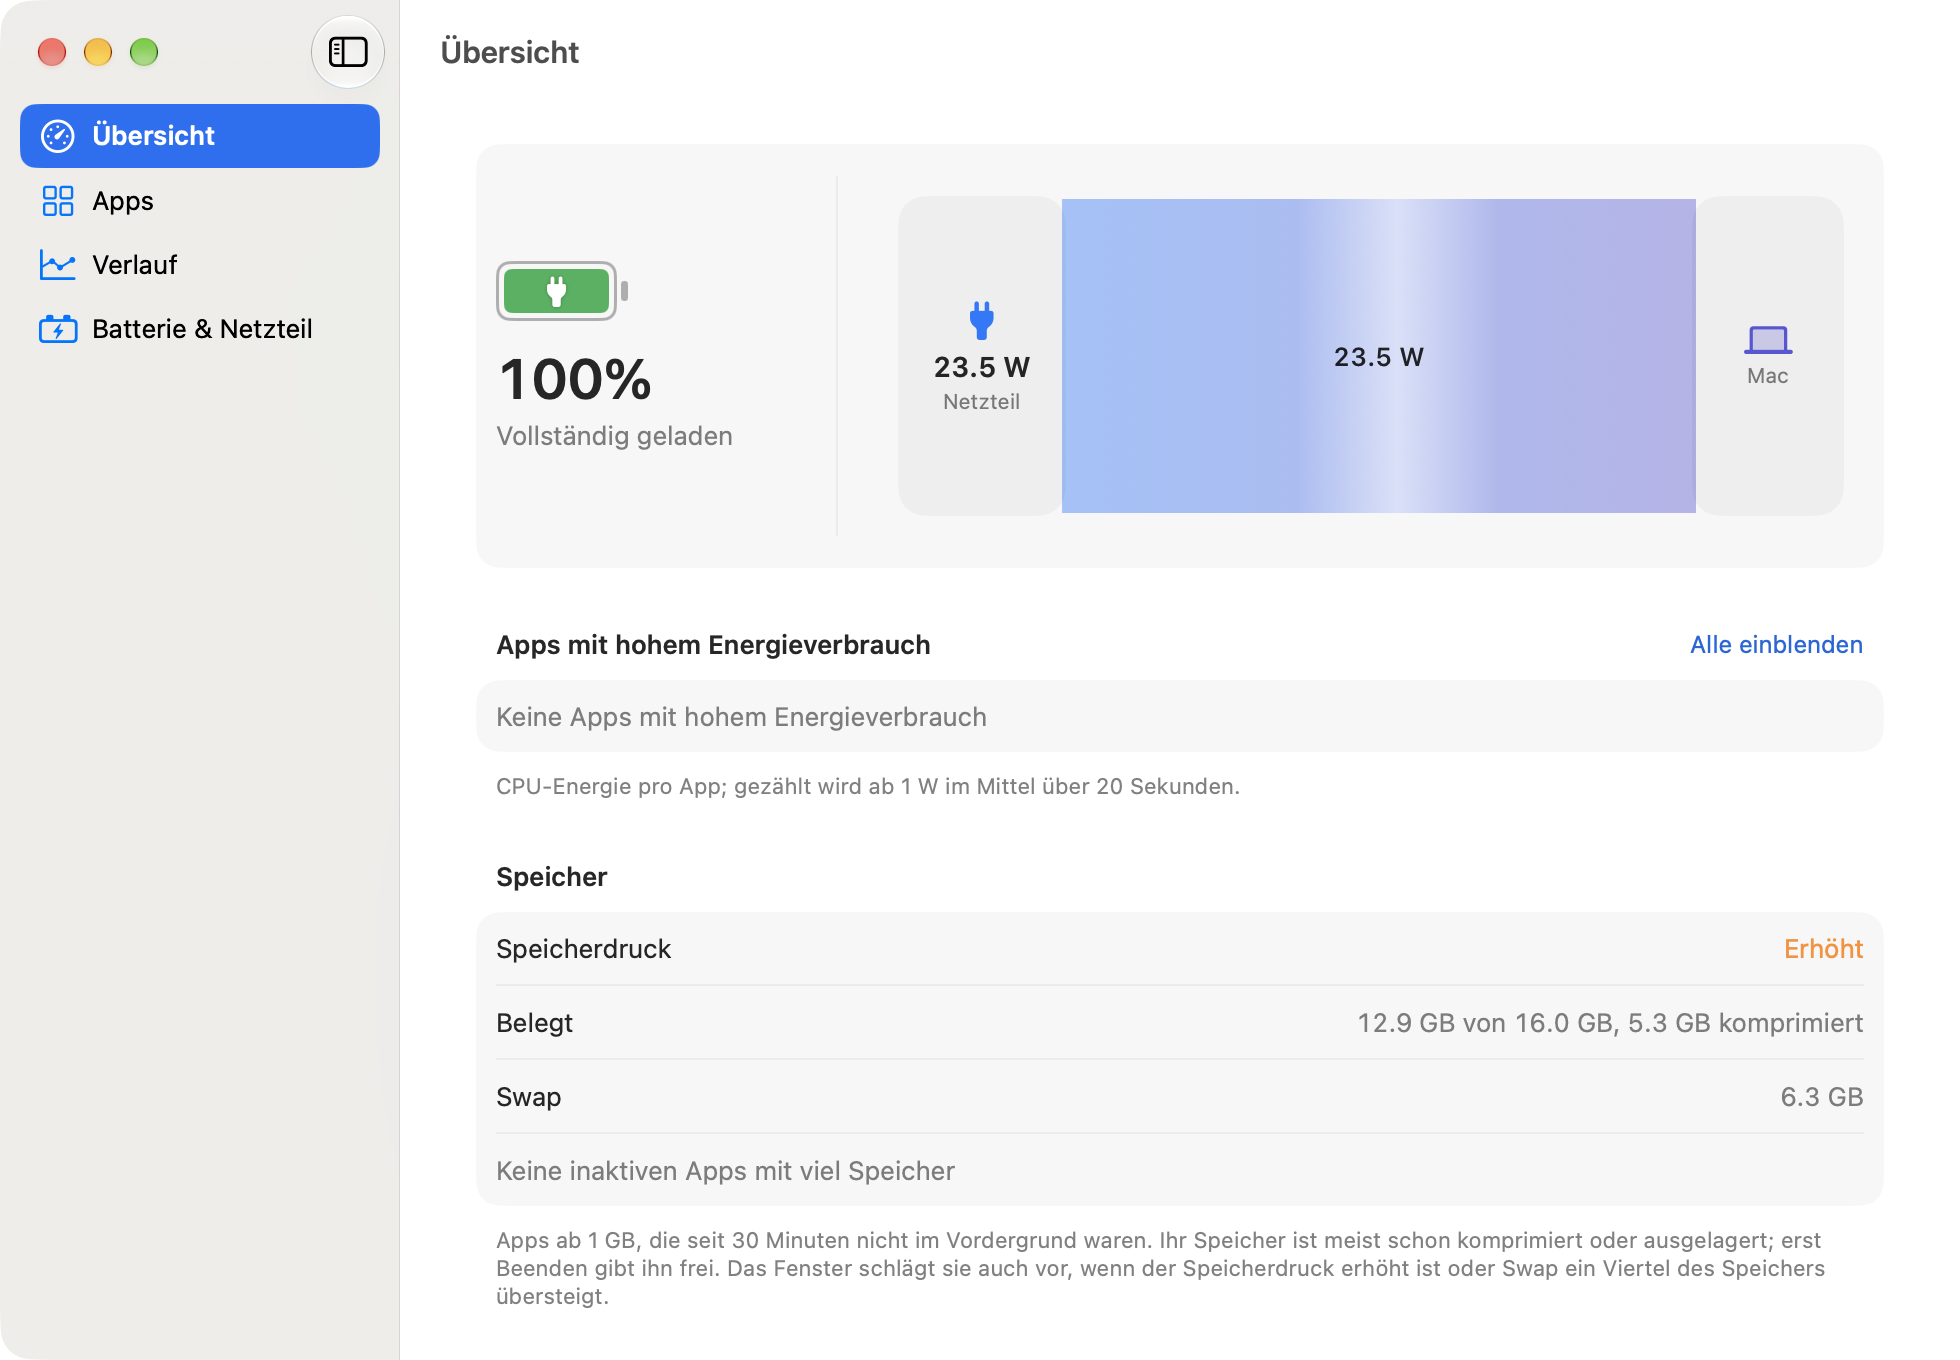 Übersicht
Apps
Verlauf
Batterie & Netzteil
Übersicht
100%
Vollständig geladen
23.5 W
Netzteil
23.5 W
Mac
Apps mit hohem Energieverbrauch
Alle einblenden
Keine Apps mit hohem Energieverbrauch
CPU-Energie pro App; gezählt wird ab 1 W im Mittel über 20 Sekunden.
Speicher
Speicherdruck
Erhöht
Belegt
12.9 GB von 16.0 GB, 5.3 GB komprimiert
Swap
6.3 GB
Keine inaktiven Apps mit viel Speicher
Apps ab 1 GB, die seit 30 Minuten nicht im Vordergrund waren. Ihr Speicher ist meist schon komprimiert oder ausgelagert; erst
Beenden gibt ihn frei. Das Fenster schlägt sie auch vor, wenn der Speicherdruck erhöht ist oder Swap ein Viertel des Speichers
übersteigt.